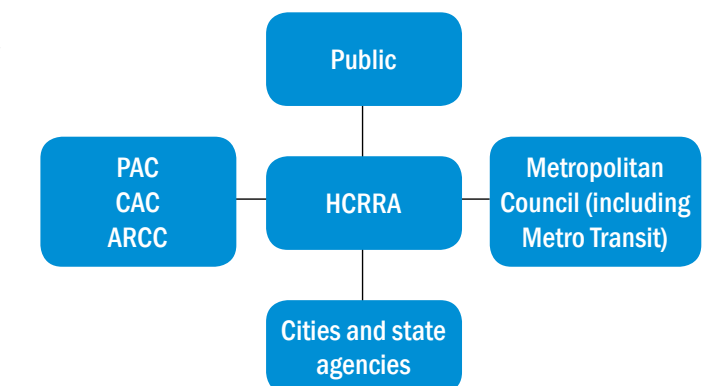 Public
PAC
CAC
ARCC
HCRRA
Metropolitan
Council (including
Metro Transit)
Cities and state
agencies